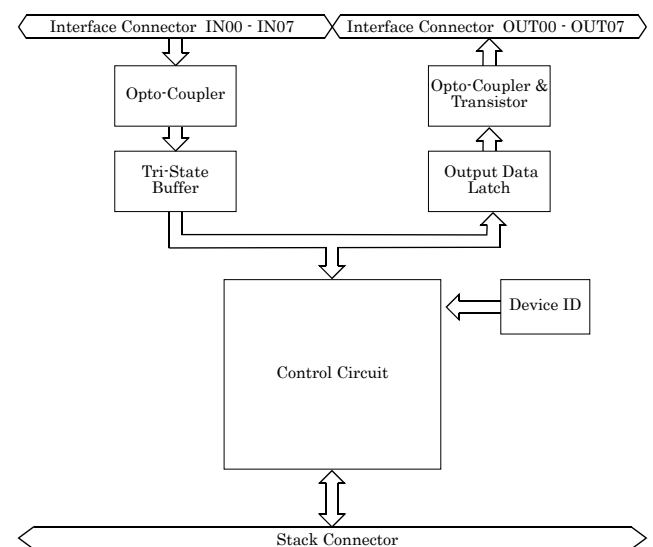 Interface Connector IN00 - IN07
Interface Connector OUT00 - OUT07
Opto-Coupler
Opto-Coupler &
Transistor
Tri-State
Buffer
Output Data
Latch
Device ID
Control Circuit
Stack Connector